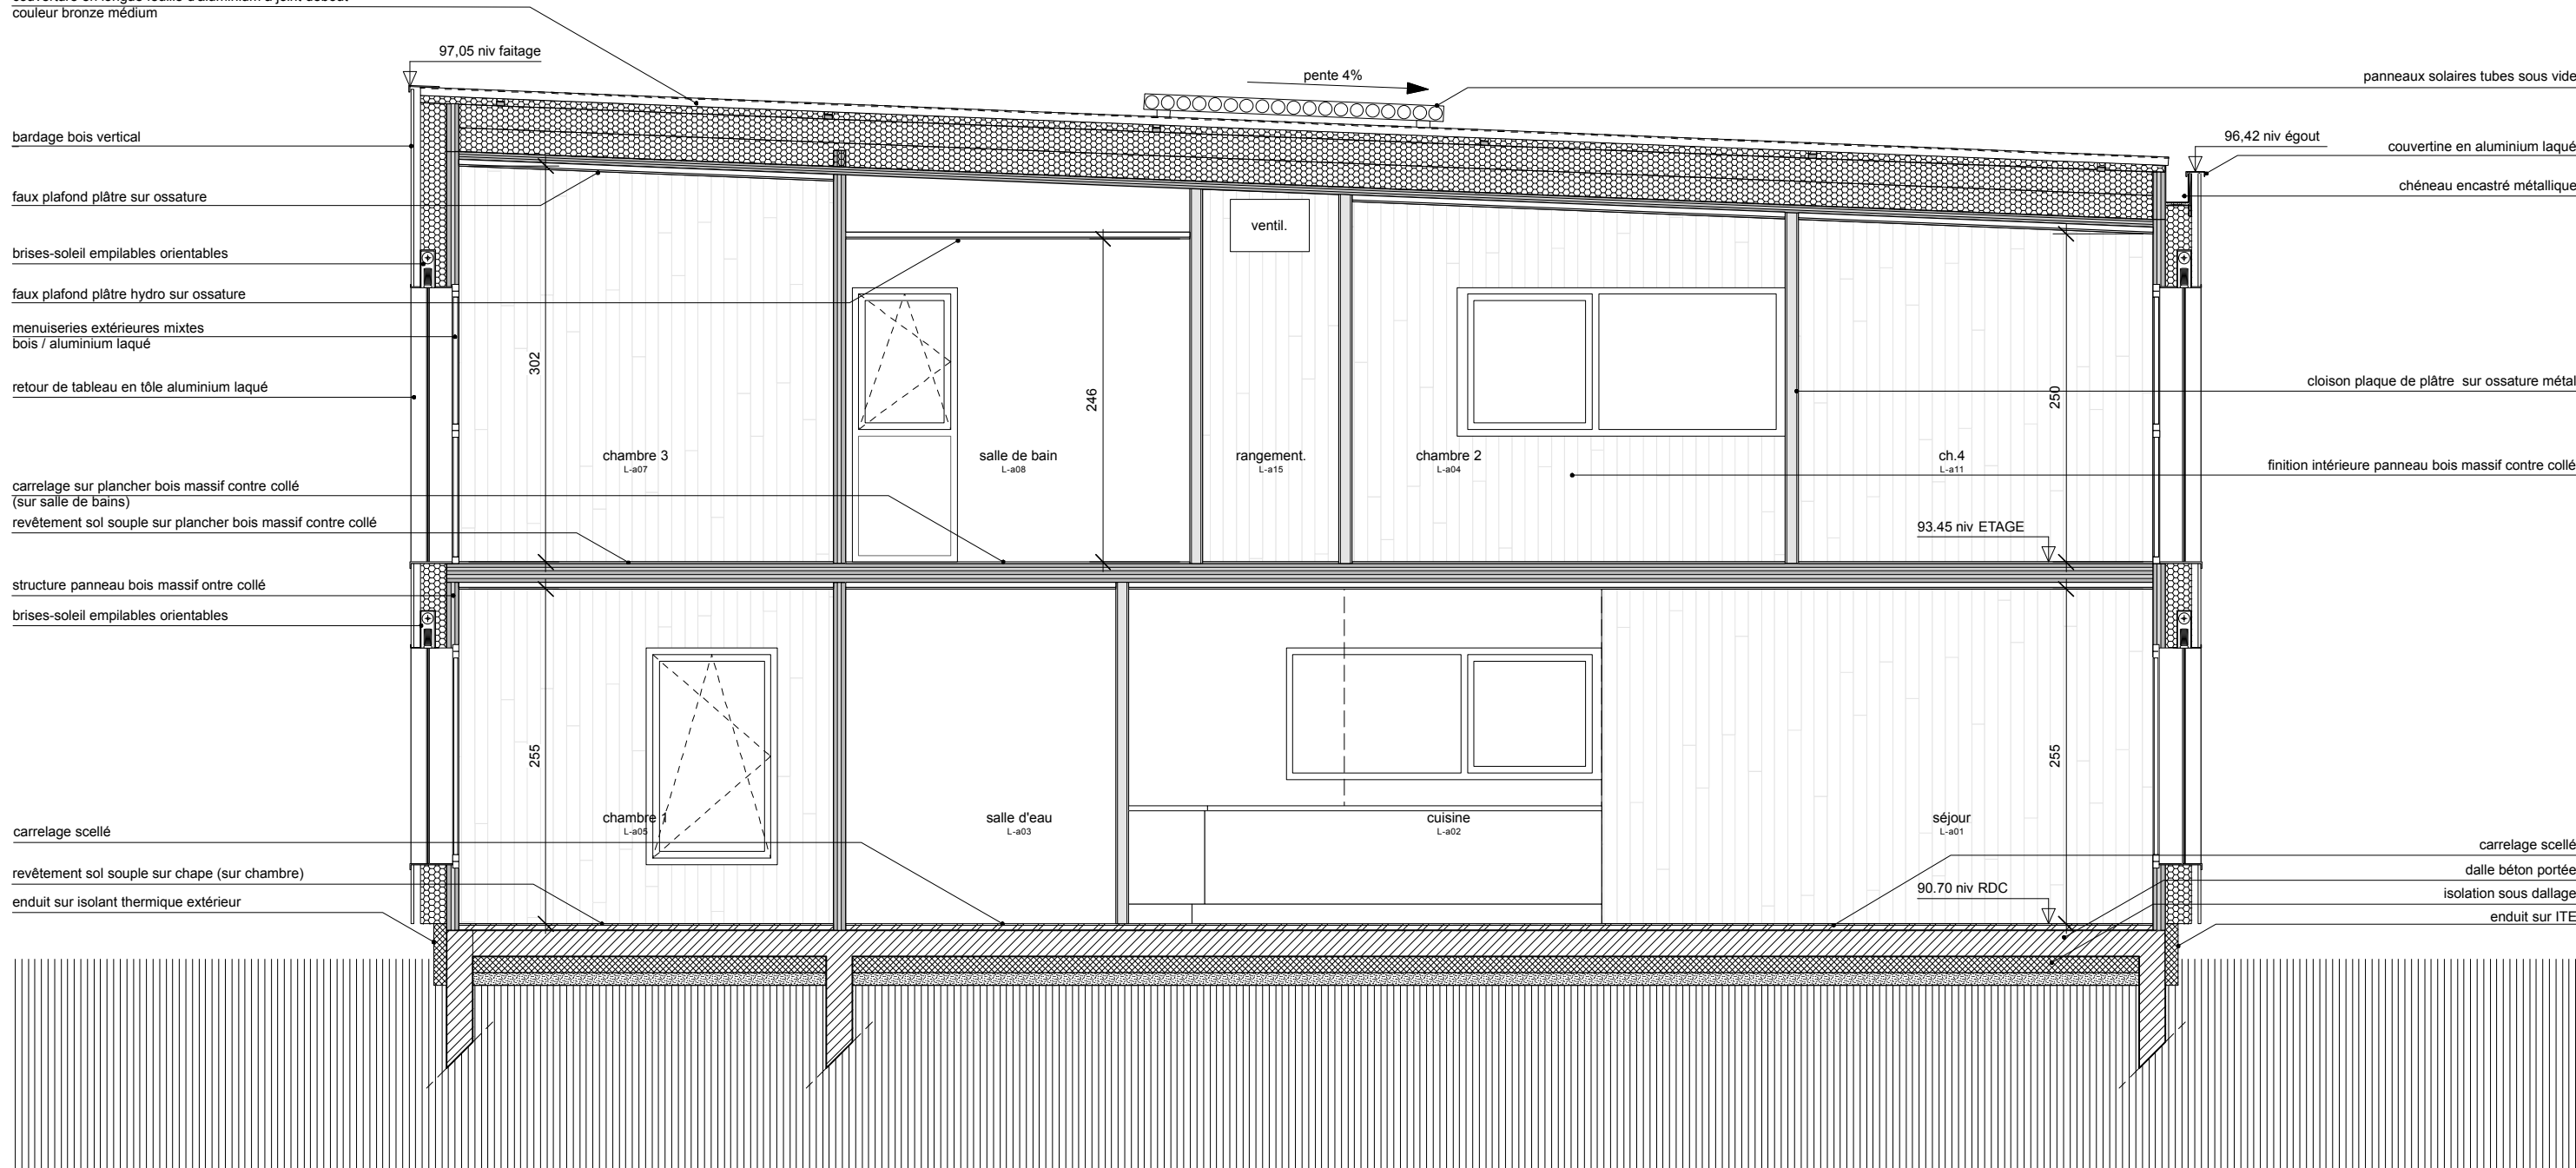 couleur bronze médium
97,05 niv faitage
pente 4%
panneaux solaires tubes sous vide
bardage bois vertical
96,42 niv égout
couvertine en aluminium laqué
faux plafond plâtre sur ossature
chéneau encastré métallique
ventil.
brises-soleil empilables orientables
faux plafond plâtre hydro sur ossature
menuiseries extérieures mixtes
bois / aluminium laqué
302
246
250
retour de tableau en tôle aluminium laqué
cloison plaque de plâtre sur ossature métal
chambre 3
L-a07
salle de bain
L-a08
rangement.
L-a15
chambre 2
L-a04
ch.4
L-a11
finition intérieure panneau bois massif contre collé
carrelage sur plancher bois massif contre collé
(sur salle de bains)
revêtement sol souple sur plancher bois massif contre collé
93.45 niv ETAGE
structure panneau bois massif ontre collé
brises-soleil empilables orientables
255
255
chambre 1
L-a05
salle d'eau
L-a03
cuisine
L-a02
séjour
L-a01
carrelage scellé
carrelage scellé
revêtement sol souple sur chape (sur chambre)
dalle béton portée
90.70 niv RDC
isolation sous dallage
enduit sur isolant thermique extérieur
enduit sur ITE